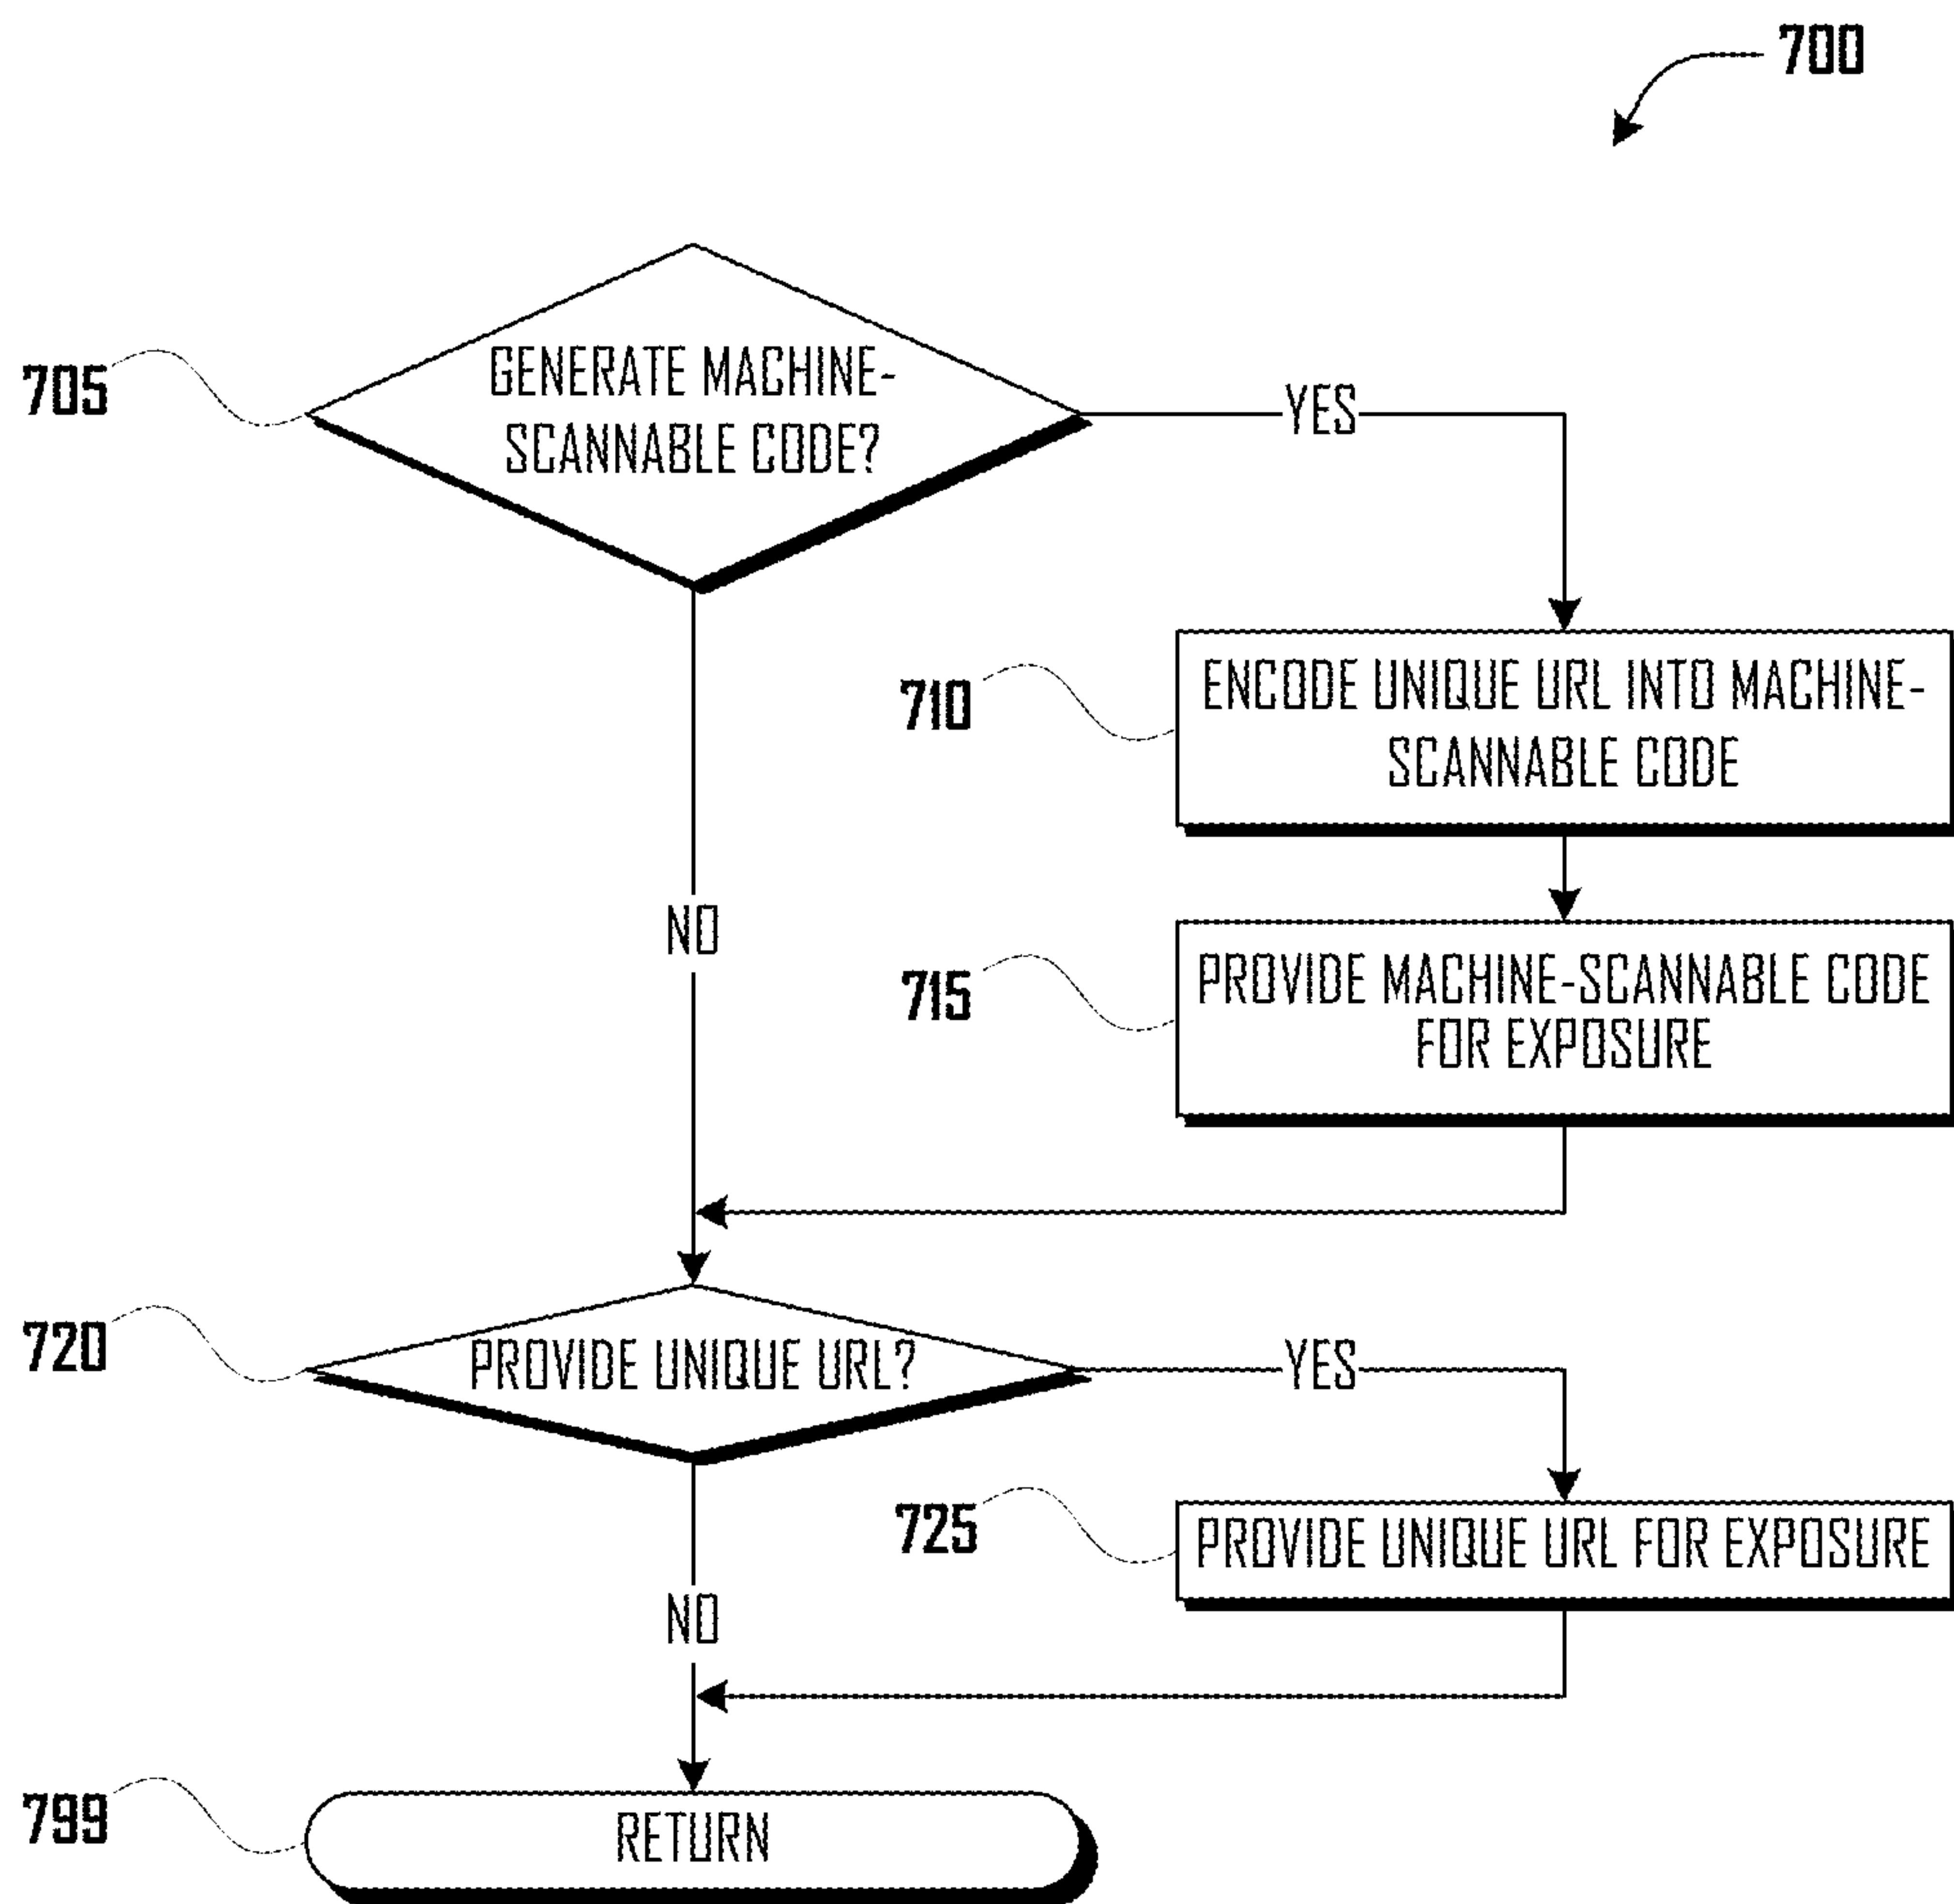 700
705
GENERATE MACHINE-
SCANNABLE CODE?
YES
710
ENCODE UNIQUE URL INTO MACHINE-
SCANNABLE CODE
NO
715
PROVIDE MACHINE-SCANNABLE CODE
FOR EXPOSURE
720
PROVIDE UNIQUE URL?
YES
725
PROVIDE UNIQUE URL FOR EXPOSURE
NO
799
RETURN